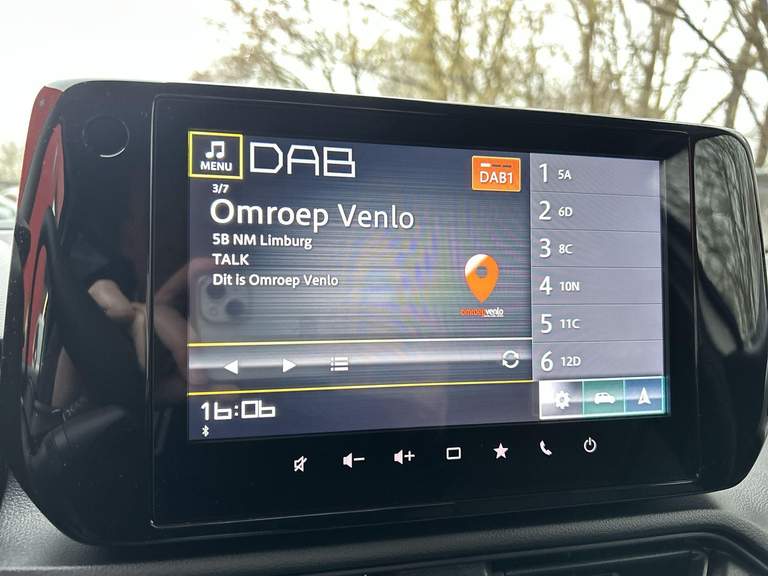 MENU
DAB
DAB1
3/7
Omroep Venlo
5B NM Limburg
TALK
Dit is Omroep Venlo
omroepvenlo
16:06
1 5A
2 6D
3 8C
4 10N
5 11C
6 12D